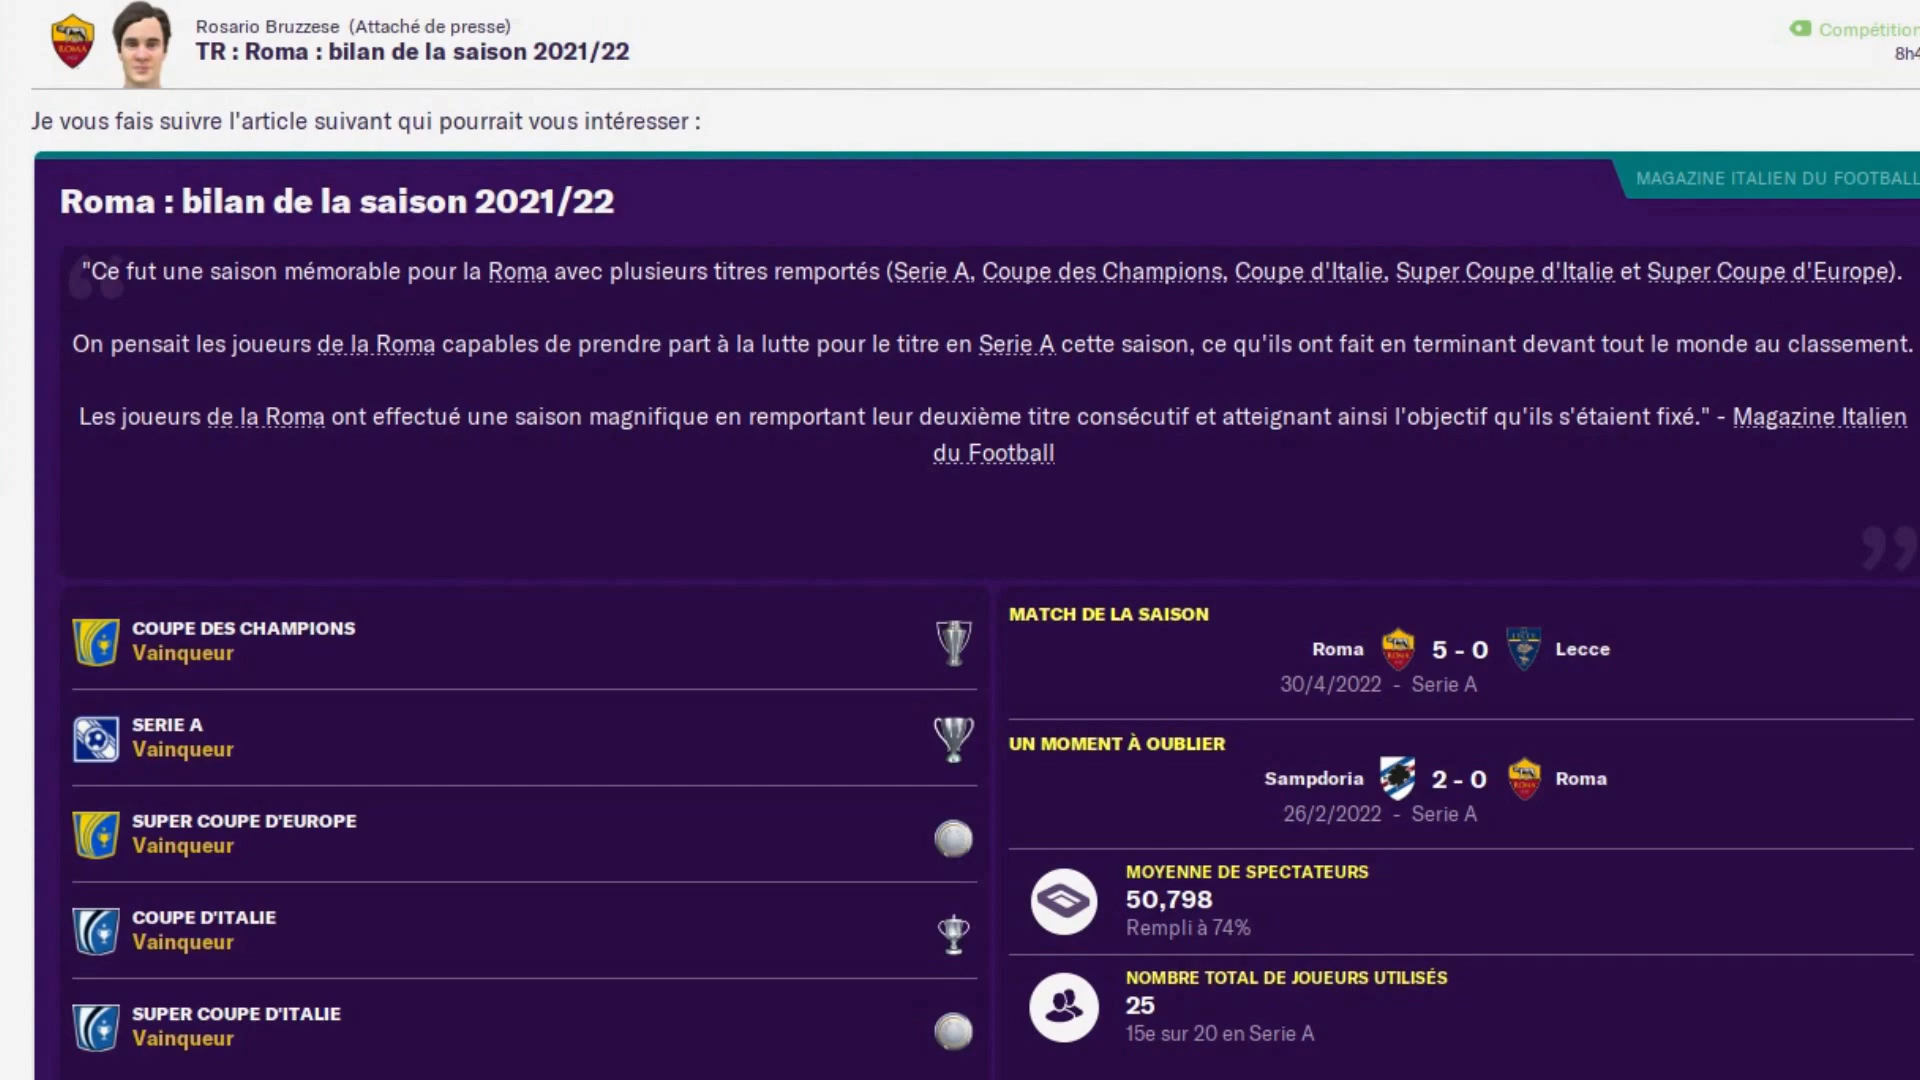 Rosario Bruzzese (Attaché de presse)
TR : Roma : bilan de la saison 2021/22
Compétition
8h4
Je vous fais suivre l'article suivant qui pourrait vous intéresser :
MAGAZINE ITALIEN DU FOOTBALL
Roma : bilan de la saison 2021/22
"Ce fut une saison mémorable pour la Roma avec plusieurs titres remportés (Serie A, Coupe des Champions, Coupe d'Italie, Super Coupe d'Italie et Super Coupe d'Europe).
On pensait les joueurs de la Roma capables de prendre part à la lutte pour le titre en Serie A cette saison, ce qu'ils ont fait en terminant devant tout le monde au classement.
Les joueurs de la Roma ont effectué une saison magnifique en remportant leur deuxième titre consécutif et atteignant ainsi l'objectif qu'ils s'étaient fixé." - Magazine Italien
du Football
COUPE DES CHAMPIONS
Vainqueur
SERIE A
Vainqueur
SUPER COUPE D'EUROPE
Vainqueur
COUPE D'ITALIE
Vainqueur
SUPER COUPE D'ITALIE
Vainqueur
MATCH DE LA SAISON
Roma 5 - 0 Lecce
30/4/2022 - Serie A
UN MOMENT À OUBLIER
Sampdoria 2 - 0 Roma
26/2/2022 - Serie A
MOYENNE DE SPECTATEURS
50,798
Rempli à 74%
NOMBRE TOTAL DE JOUEURS UTILISÉS
25
15e sur 20 en Serie A